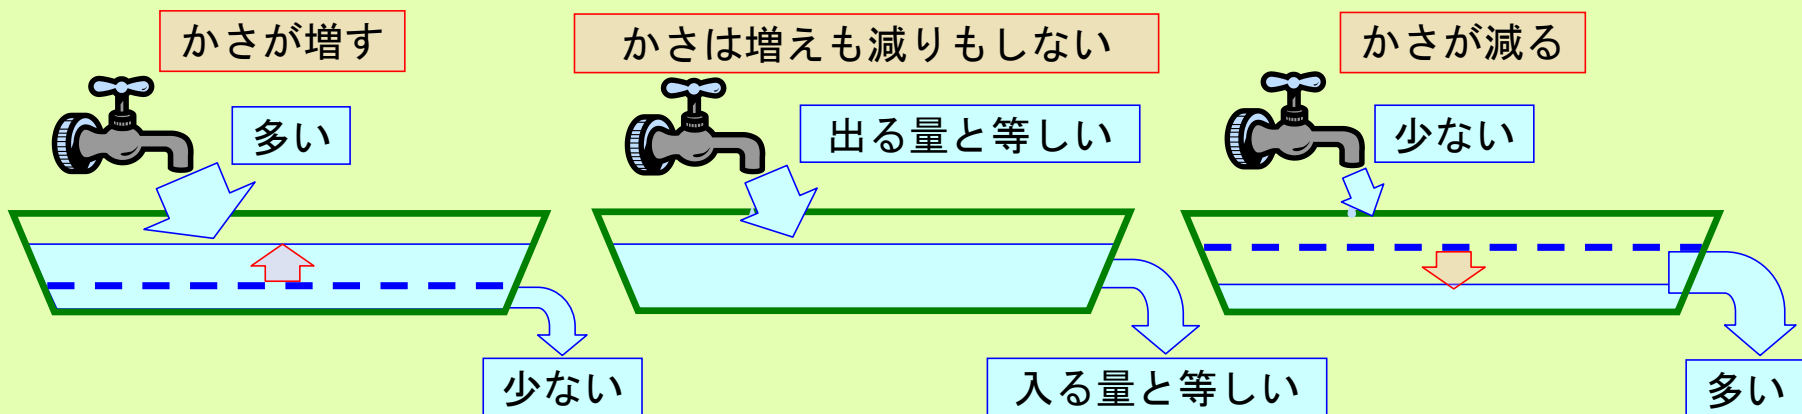 かさが増す
多い
少ない
かさは増えも減りもしない
出る量と等しい
入る量と等しい
かさが減る
少ない
多い